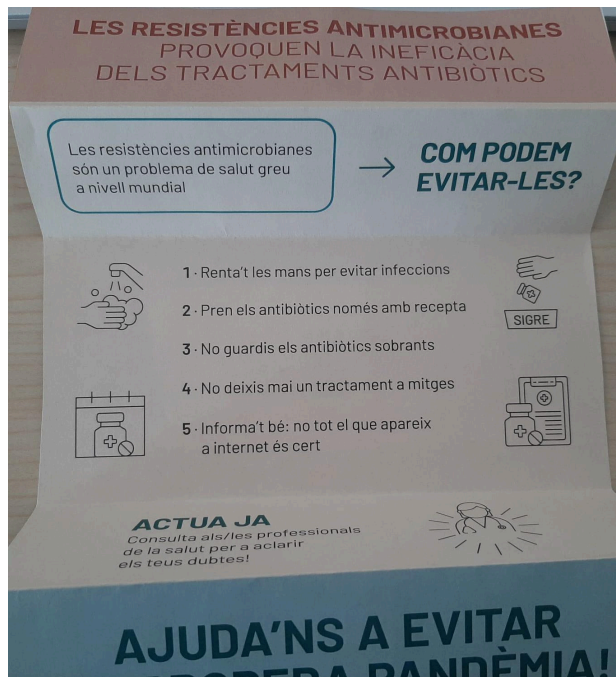 LES RESISTÈNCIES ANTIMICROBIANES
PROVOQUEN LA INEFICÀCIA
DELS TRACTAMENTS ANTIBIÒTICS
Les resistències antimicrobianes
són un problema de salut greu
a nivell mundial
COM PODEM
EVITAR-LES?
1 · Renta't les mans per evitar infeccions
2 · Pren els antibiòtics només amb recepta
SIGRE
3 · No guardis els antibiòtics sobrants
4 · No deixis mai un tractament a mitges
5 · Informa't bé: no tot el que apareix
a internet és cert
ACTUA JA
Consulta als/les professionals
de la salut per a aclarir
els teus dubtes!
AJUDA'NS A EVITAR
PANDÈMIA!